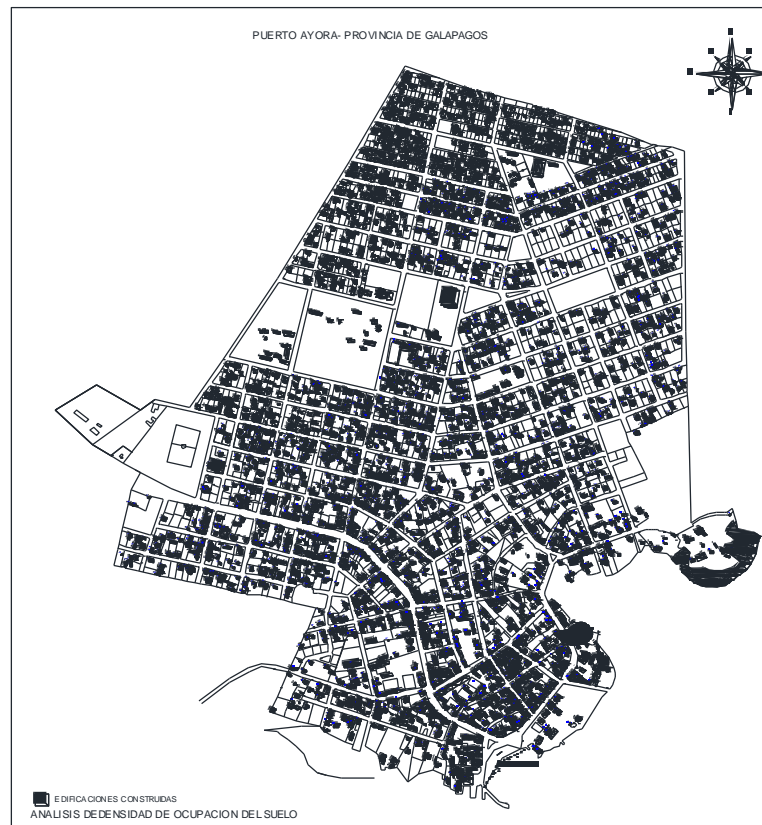 PUERTO AYORA- PROVINCIA DE GALAPAGOS
EDIFICACIONES CONSTRUIDAS
ANALISIS DEDENSIDAD DE OCUPACION DEL SUELO